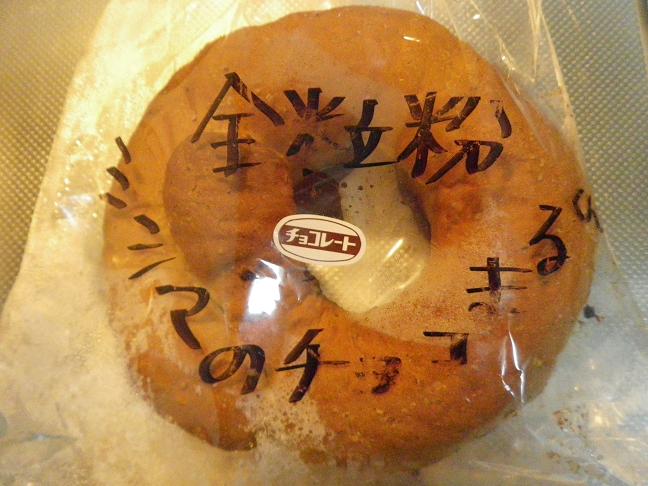 全粒粉
チョコレート
ミシマのチョコまる